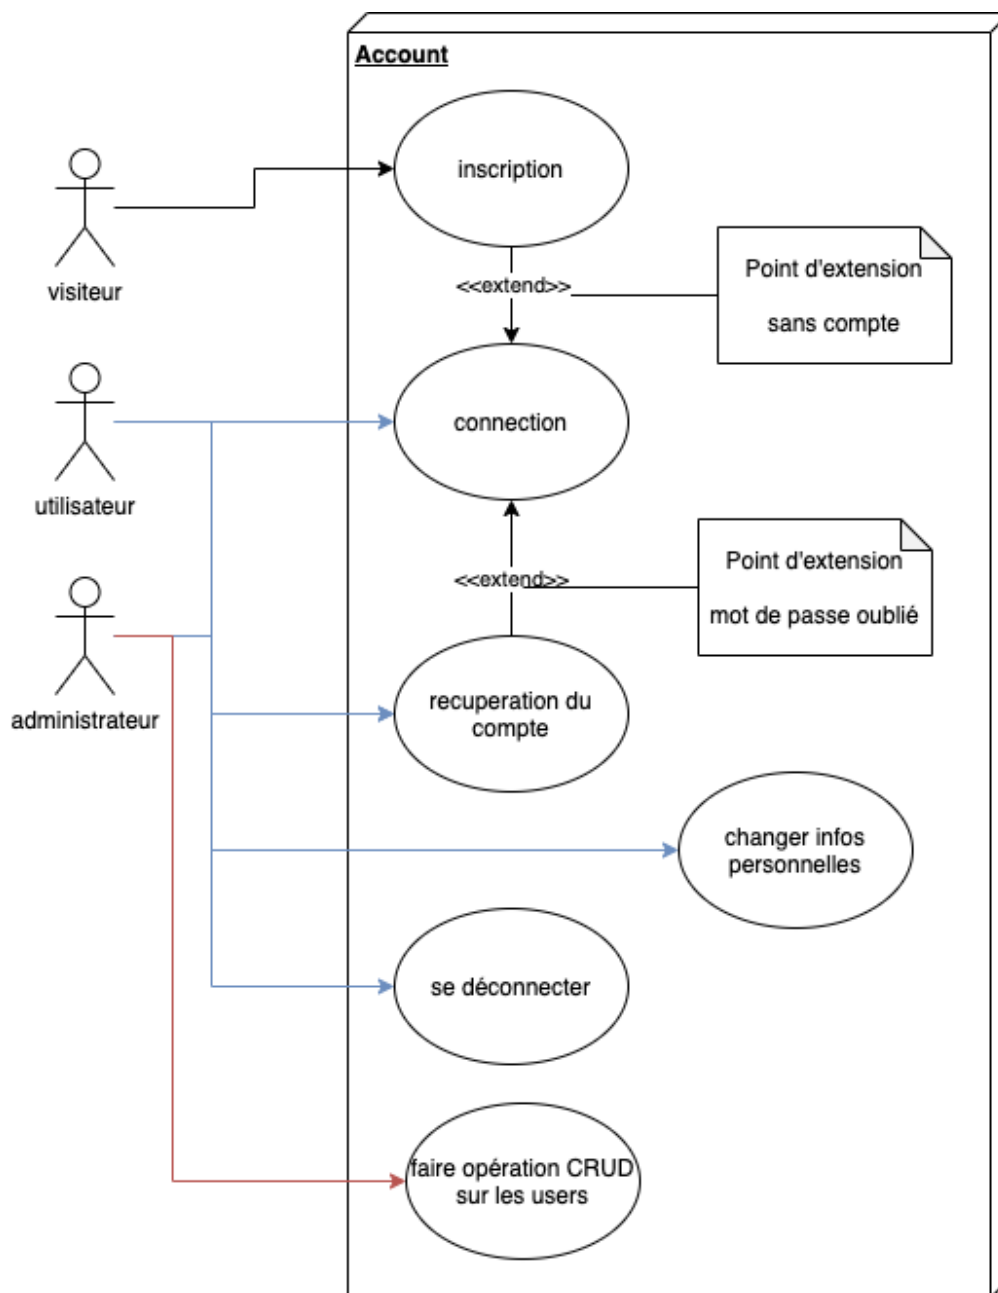 Account
inscription
visiteur
<<extend>>
Point d'extension
sans compte
connection
utilisateur
<<extend>>
Point d'extension
mot de passe oublié
administrateur
recuperation du
compte
changer infos
personnelles
se déconnecter
faire opération CRUD
sur les users